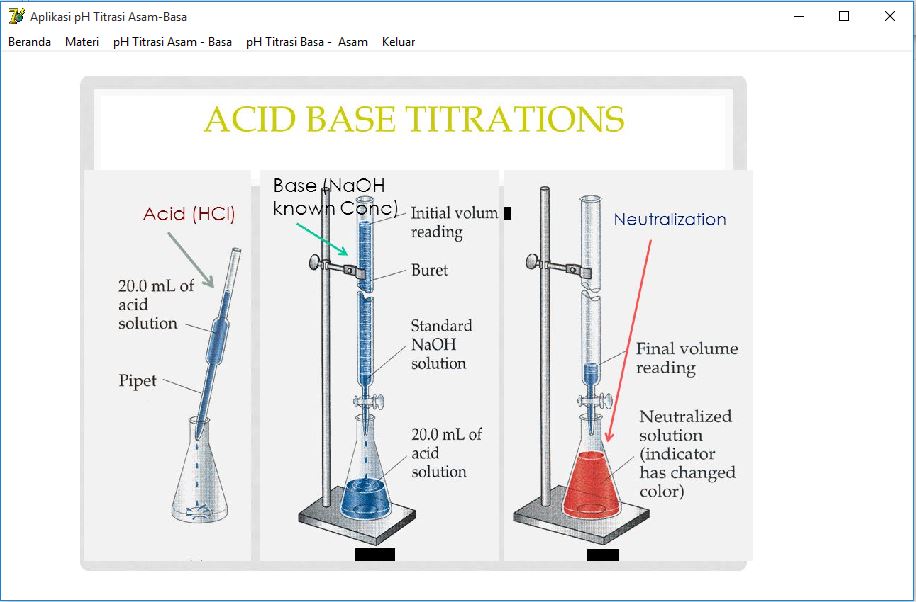 Aplikasi pH Titrasi Asam-Basa
Beranda Materi pH Titrasi Asam - Basa pH Titrasi Basa - Asam Keluar
ACID BASE TITRATIONS
Acid (HCl)
20.0 mL of
acid
solution
Pipet
Base (NaOH
known Conc)
Initial volum
reading
Buret
Standard
NaOH
solution
20.0 mL of
acid
solution
Neutralization
Final volume
reading
Neutralized
solution
(indicator
has changed
color)